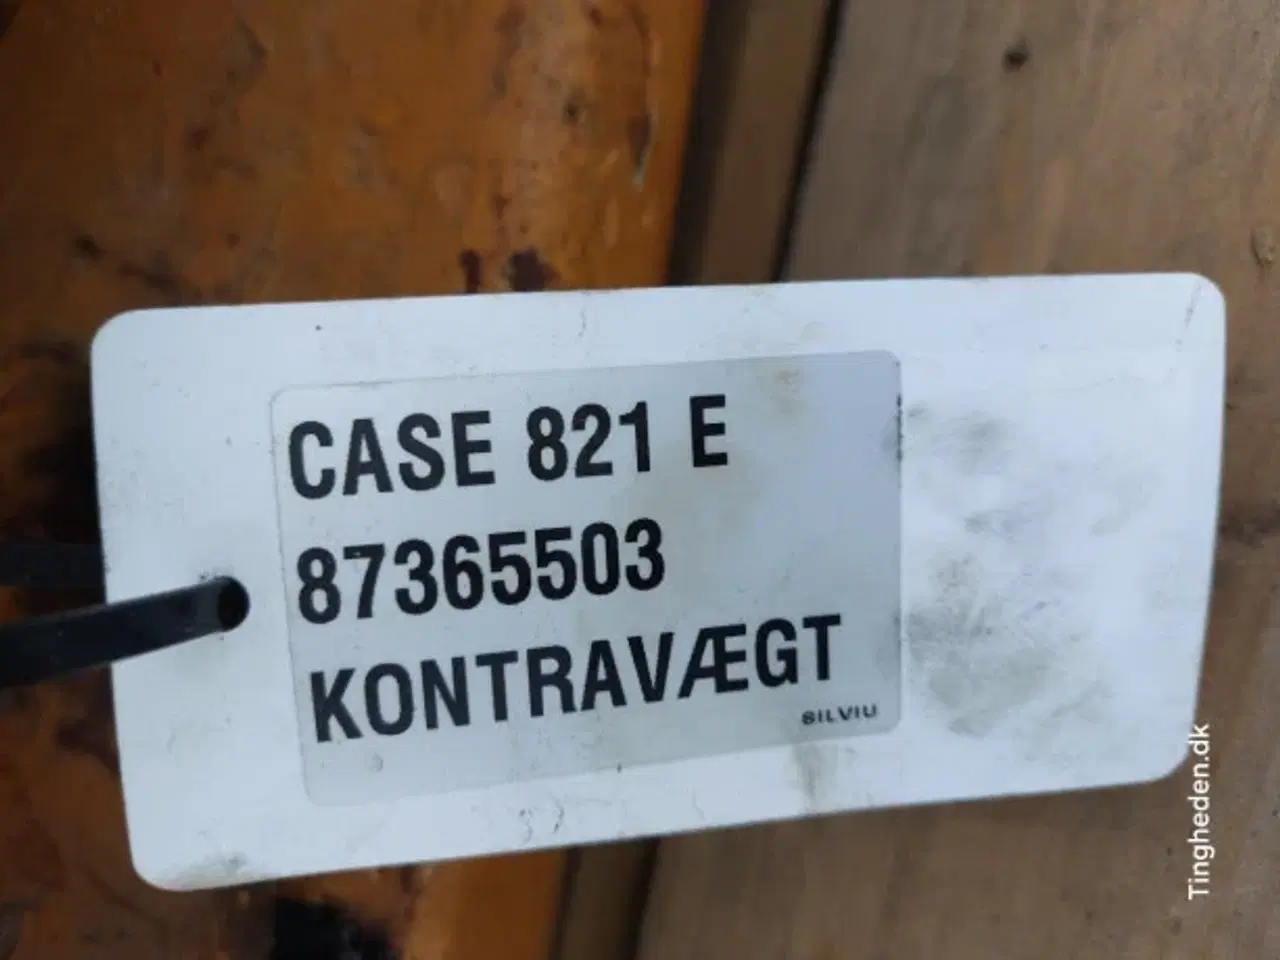 CASE 821 E
87365503
KONTRAVÆGT
SILVIU
Tingheden.dk